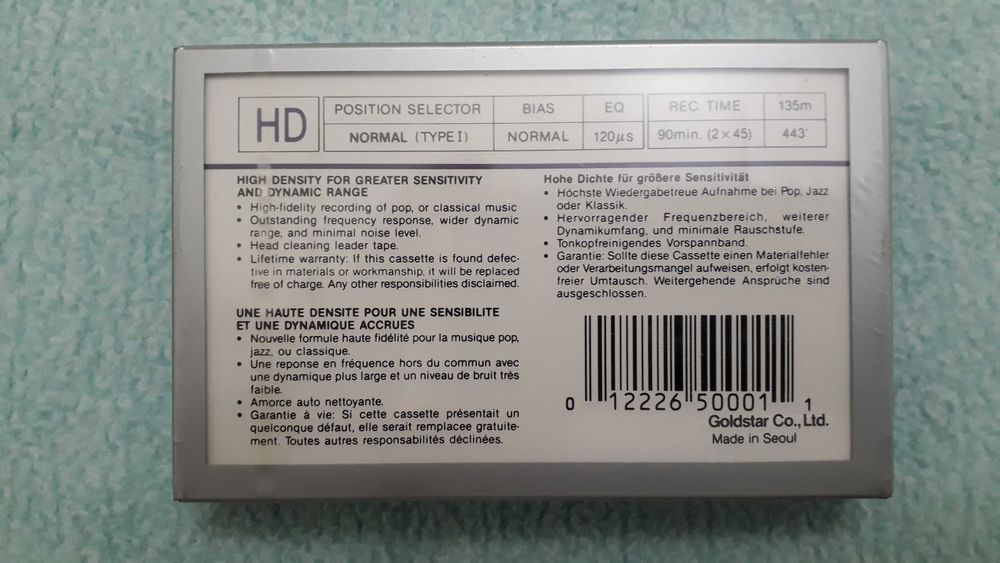 HD
POSITION SELECTOR BIAS EQ REC. TIME 135m
NORMAL (TYPE I) NORMAL 120µs 90min. (2×45) 443'
HIGH DENSITY FOR GREATER SENSITIVITY
AND DYNAMIC RANGE
• High-fidelity recording of pop, or classical music
• Outstanding frequency response, wider dynamic
range, and minimal noise level.
• Head cleaning leader tape.
• Lifetime warranty: If this cassette is found defec-
tive in materials or workmanship, it will be replaced
free of charge. Any other responsibilities disclaimed.
UNE HAUTE DENSITE POUR UNE SENSIBILITE
ET UNE DYNAMIQUE ACCRUES
• Nouvelle formule haute fidélité pour la musique pop,
jazz, ou classique.
• Une reponse en fréquence hors du commun avec
une dynamique plus large et un niveau de bruit très
faible.
• Amorce auto nettoyante.
• Garantie à vie: Si cette cassette présentait un
quelconque défaut, elle serait remplacee gratuite-
ment. Toutes autres responsabilités déclinées.
Hohe Dichte für größere Sensitivität
• Höchste Wiedergabetreue Aufnahme bei Pop, Jazz
oder Klassik.
• Hervorragender Frequenzbereich, weiterer
Dynamikumfang, und minimale Rauschstufe.
• Tonkopfreinigendes Vorspannband.
• Garantie: Sollte diese Cassette einen Materialfehler
oder Verarbeitungsmangel aufweisen, erfolgt kosten-
freier Umtausch. Weitergehende Ansprüche sind
ausgeschlossen.
0 12226 50001 1
Goldstar Co., Ltd.
Made in Seoul